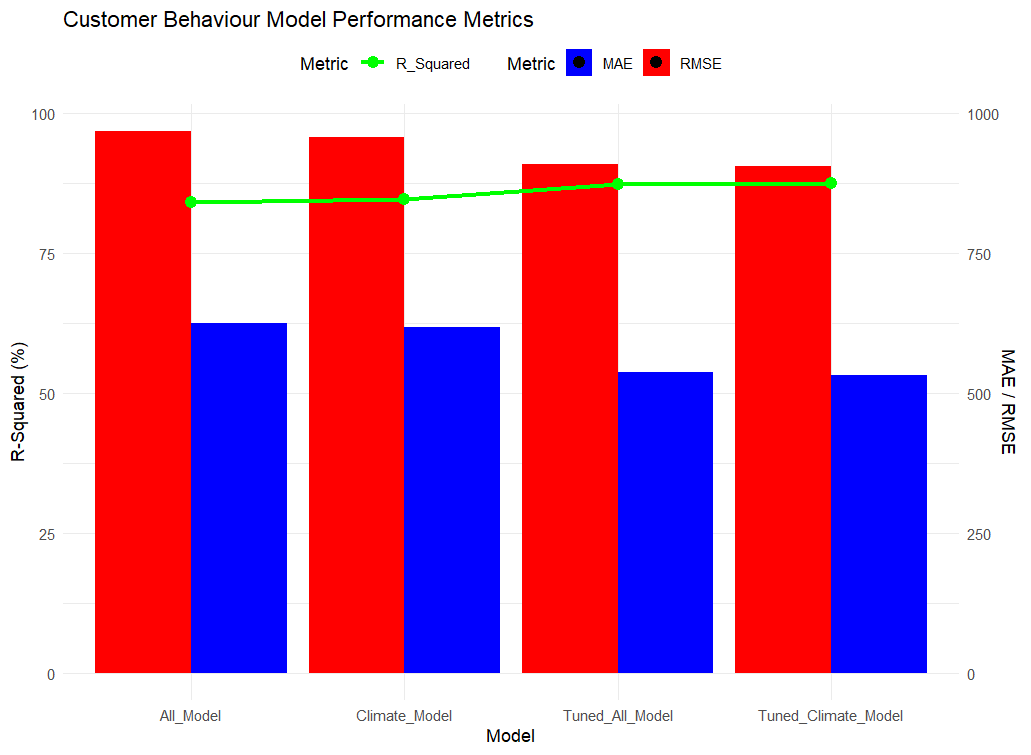 Customer Behaviour Model Performance Metrics
Metric R_Squared Metric MAE RMSE
100
75
50
25
0
R-Squared (%)
1000
750
500
250
0
MAE / RMSE
All_Model Climate_Model Tuned_All_Model Tuned_Climate_Model
Model